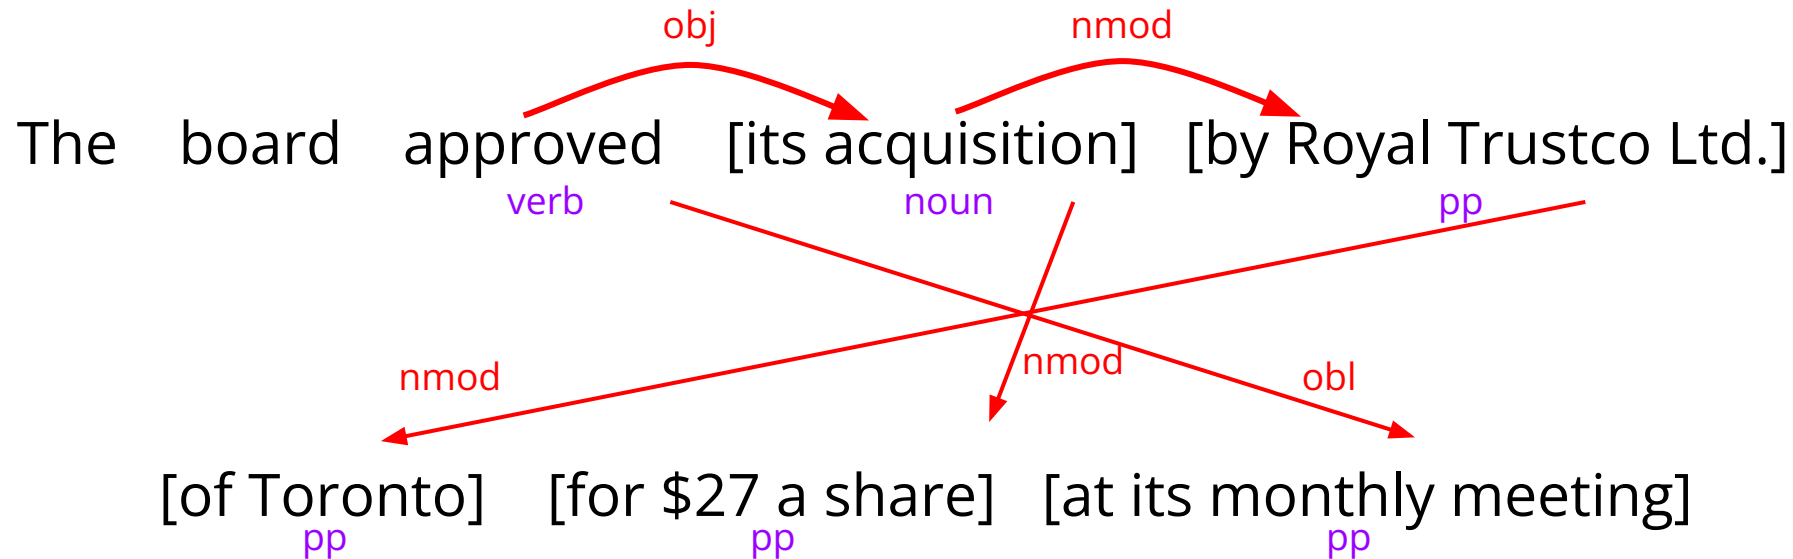 obj nmod
The board approved [its acquisition] [by Royal Trustco Ltd.]
verb noun pp
nmod nmod obl
[of Toronto] [for $27 a share] [at its monthly meeting]
pp pp pp